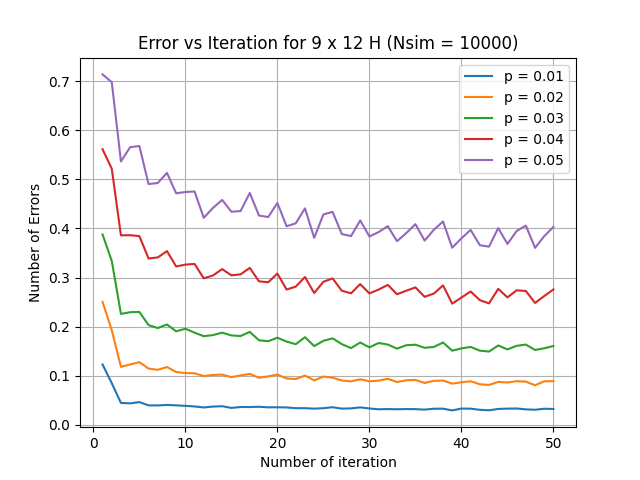 Error vs Iteration for 9 x 12 H (Nsim = 10000)
p = 0.01
p = 0.02
p = 0.03
p = 0.04
p = 0.05
Number of Errors
0.7
0.6
0.5
0.4
0.3
0.2
0.1
0.0
0 10 20 30 40 50
Number of iteration